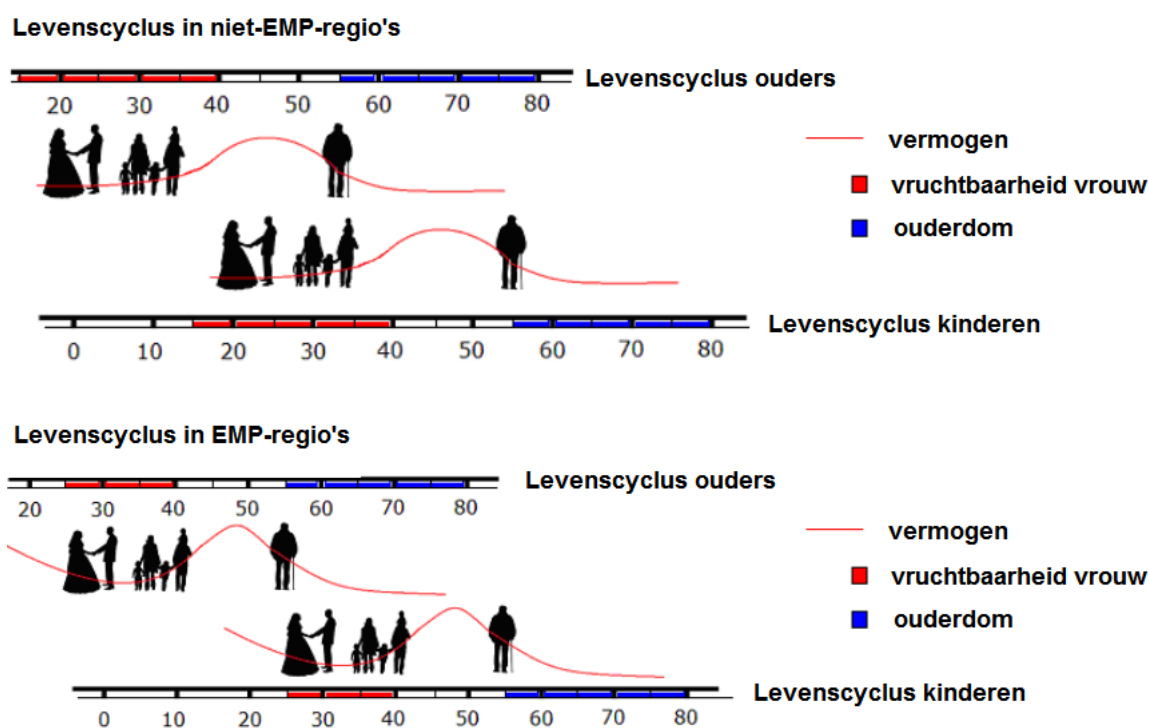 Levenscyclus in niet-EMP-regio's
Levenscyclus ouders
20 30 40 50 60 70 80
vermogen
vruchtbaarheid vrouw
ouderdom
Levenscyclus kinderen
0 10 20 30 40 50 60 70 80
Levenscyclus in EMP-regio's
Levenscyclus ouders
20 30 40 50 60 70 80
vermogen
vruchtbaarheid vrouw
ouderdom
Levenscyclus kinderen
0 10 20 30 40 50 60 70 80